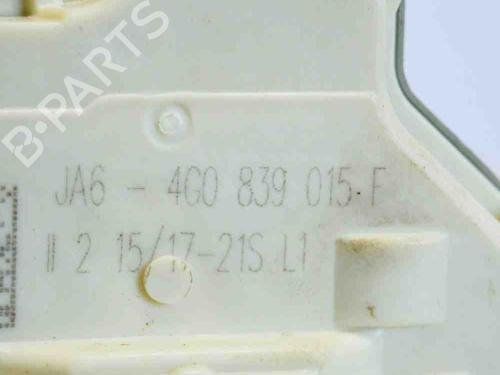 B-PARTS
JA6 - 4G0 839 015 F
II 2 15/17-21S L1